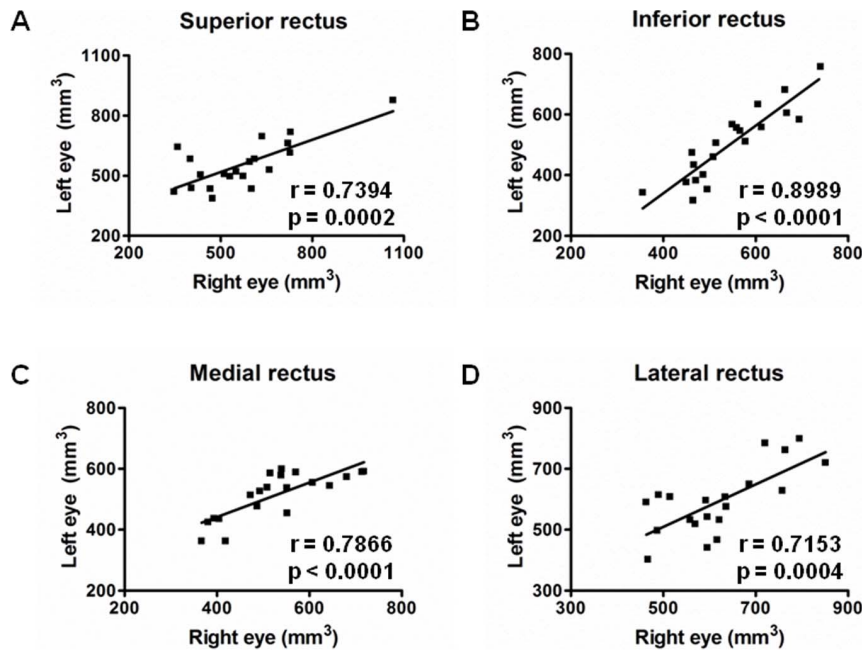 A
Superior rectus
1100
800
500
200
200
500
800
1100
Left eye (mm³)
Right eye (mm³)
r = 0.7394
p = 0.0002
B
Inferior rectus
800
600
400
200
200
400
600
800
Left eye (mm³)
Right eye (mm³)
r = 0.8989
p < 0.0001
C
Medial rectus
800
600
400
200
200
400
600
800
Left eye (mm³)
Right eye (mm³)
r = 0.7866
p < 0.0001
D
Lateral rectus
900
700
500
300
300
500
700
900
Left eye (mm³)
Right eye (mm³)
r = 0.7153
p = 0.0004